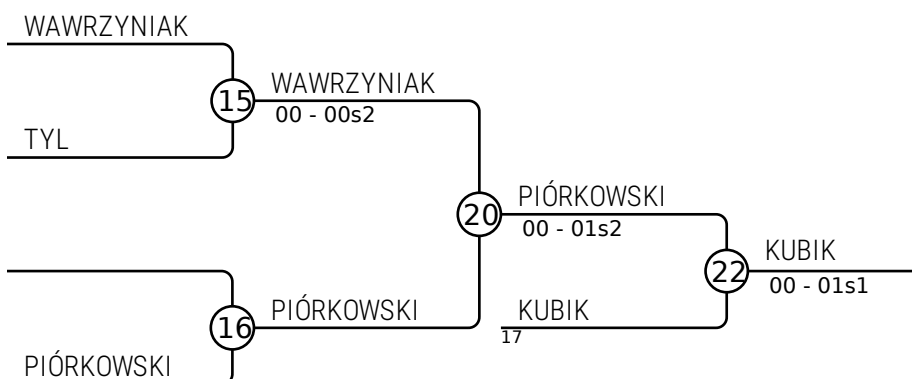 WAWRZYNIAK
15
WAWRZYNIAK
00 - 00s2
TYL
20
PIÓRKOWSKI
00 - 01s2
22
KUBIK
00 - 01s1
16
PIÓRKOWSKI
KUBIK
17
PIÓRKOWSKI